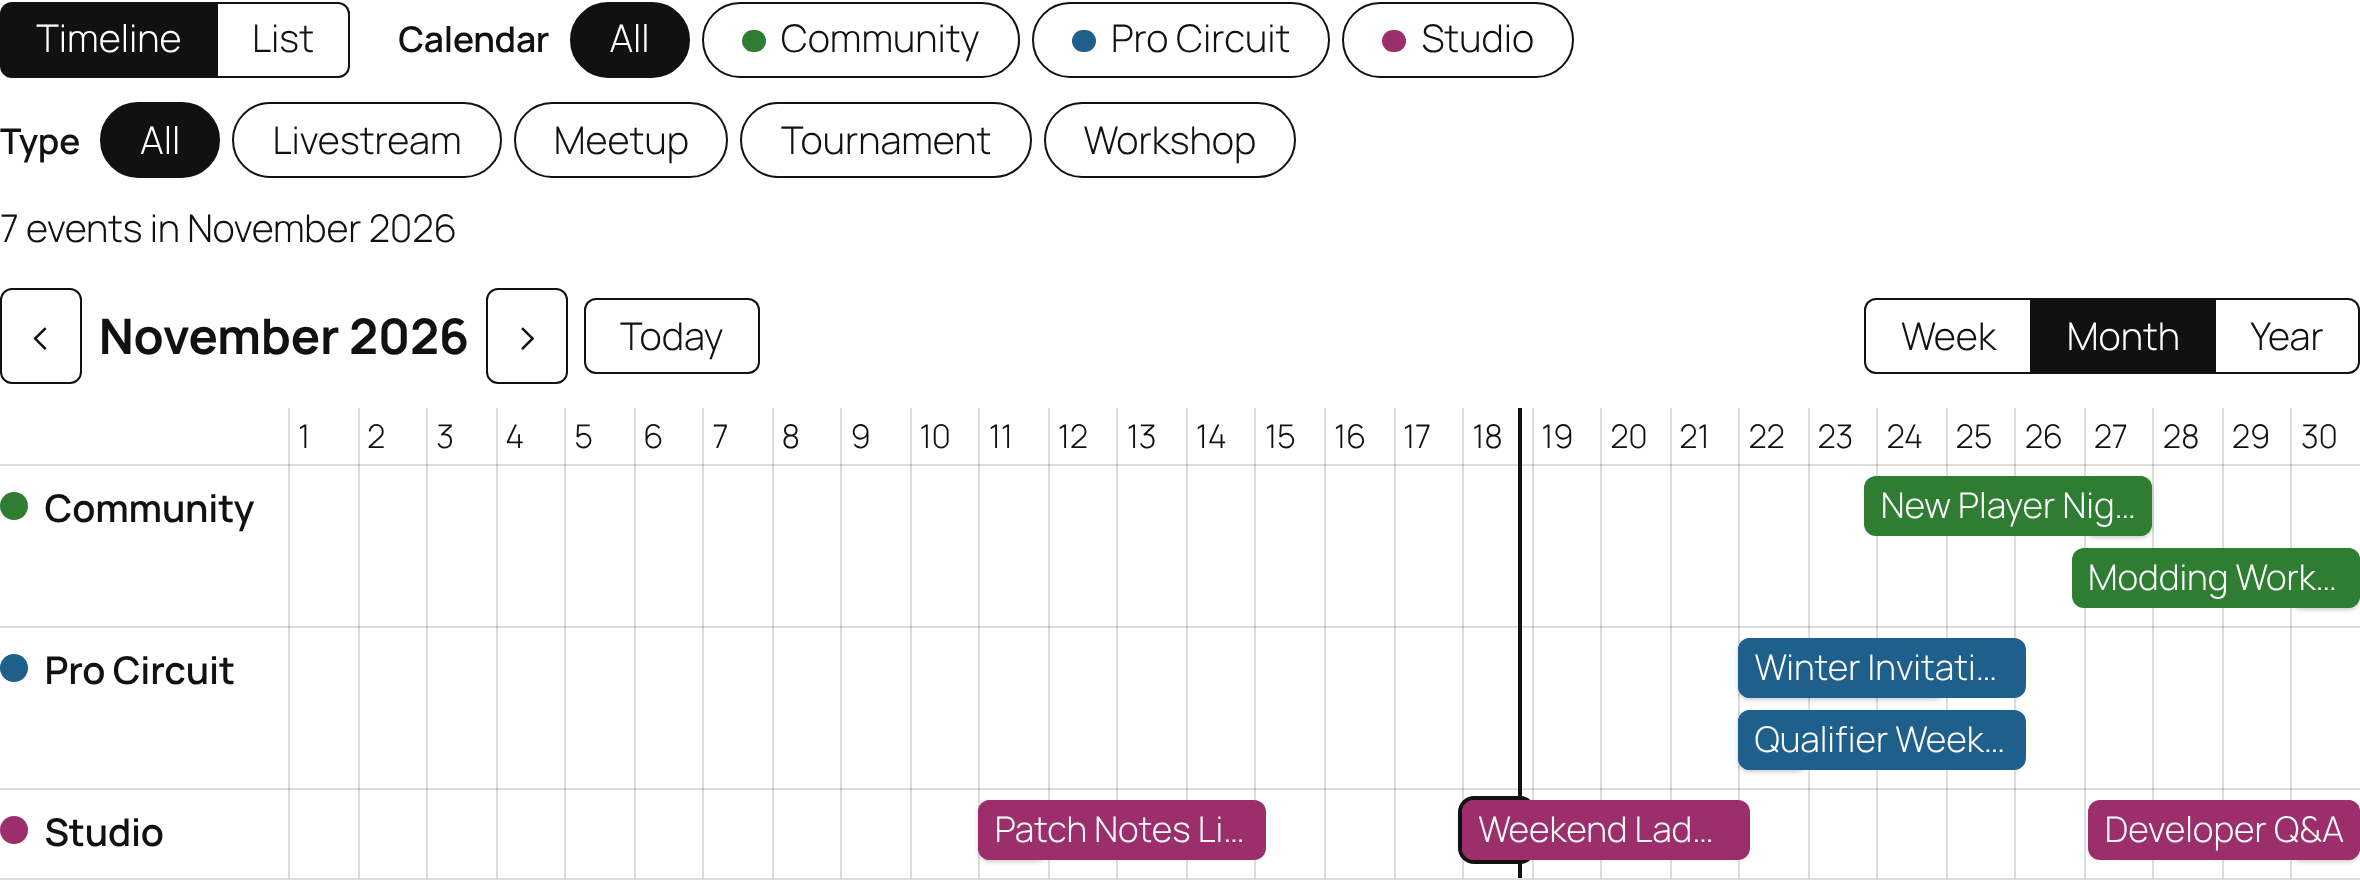 Timeline List Calendar All Community Pro Circuit Studio
Type All Livestream Meetup Tournament Workshop
7 events in November 2026
< November 2026 > Today Week Month Year
1 2 3 4 5 6 7 8 9 10 11 12 13 14 15 16 17 18 19 20 21 22 23 24 25 26 27 28 29 30
Community New Player Nig...
Modding Work...
Pro Circuit Winter Invitati...
Qualifier Week...
Studio Patch Notes Li... Weekend Lad... Developer Q&A